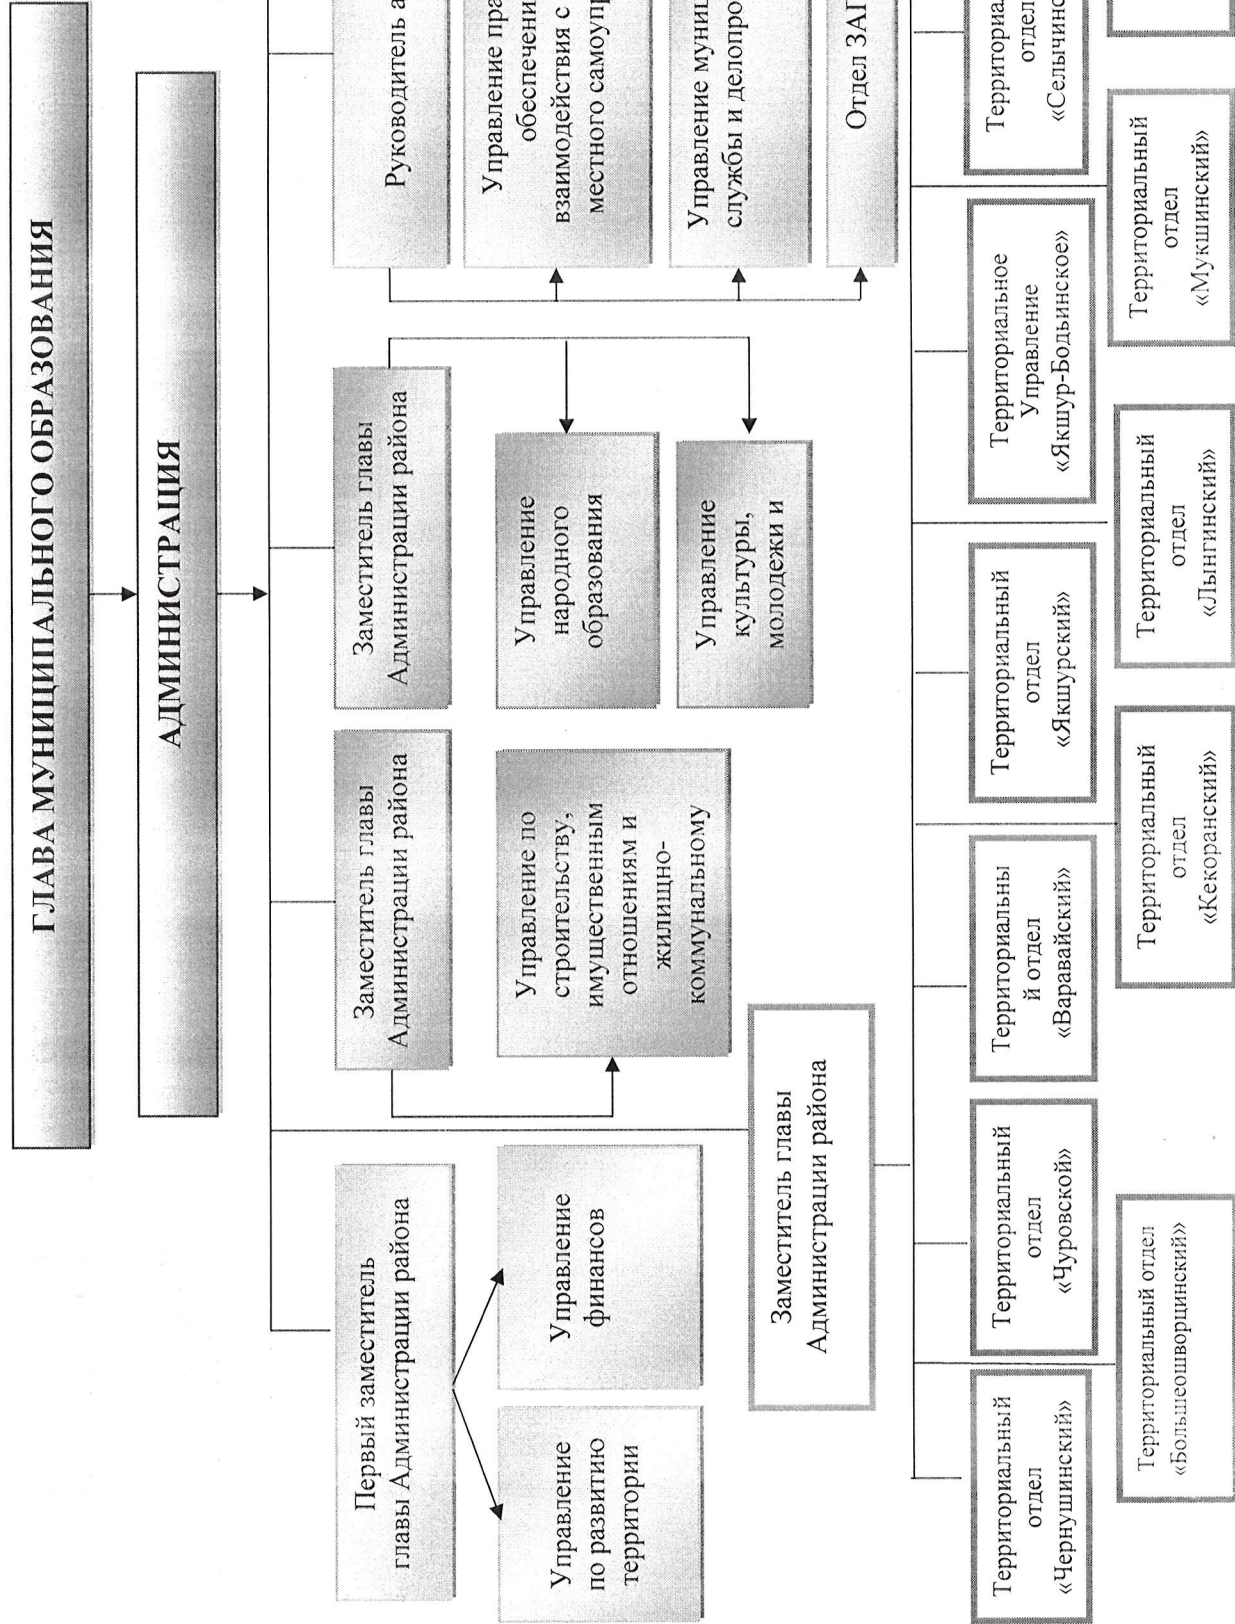 ГЛАВА МУНИЦИПАЛЬНОГО ОБРАЗОВАНИЯ
АДМИНИСТРАЦИЯ
Первый заместитель
главы Администрации района
Управление
по развитию
территории
Управление
финансов
Заместитель главы
Администрации района
Управление по
строительству,
имущественным
отношениям и
жилищно-
коммунальному
Заместитель главы
Администрации района
Управление
народного
образования
Управление
культуры,
молодежи и
Руководитель а
Управление пра
обеспечени
взаимодействия с
местного самоупр
Управление муниц
службы и делопро
Отдел ЗАГ
Заместитель главы
Администрации района
Территориальный
отдел
«Чернушинский»
Территориальный
отдел
«Чуровской»
Территориальны
й отдел
«Варавайский»
Территориальный
отдел
«Якшурский»
Территориальное
Управление
«Якшур-Бодьинское»
Территориа
отдел
«Селычинс
Территориальный отдел
«Большеошворцинский»
Территориальный
отдел
«Кекоранский»
Территориальный
отдел
«Лынгинский»
Территориальный
отдел
«Мукшинский»